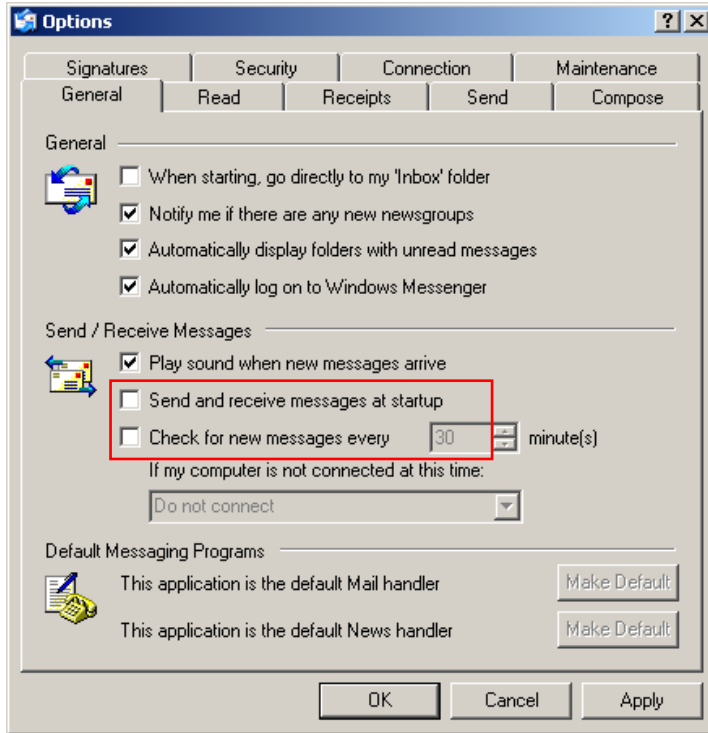 Options
Signatures Security Connection Maintenance
General Read Receipts Send Compose
General
When starting, go directly to my 'Inbox' folder
Notify me if there are any new newsgroups
Automatically display folders with unread messages
Automatically log on to Windows Messenger
Send / Receive Messages
Play sound when new messages arrive
Send and receive messages at startup
Check for new messages every 30 minute(s)
If my computer is not connected at this time:
Do not connect
Default Messaging Programs
This application is the default Mail handler Make Default
This application is the default News handler Make Default
OK Cancel Apply